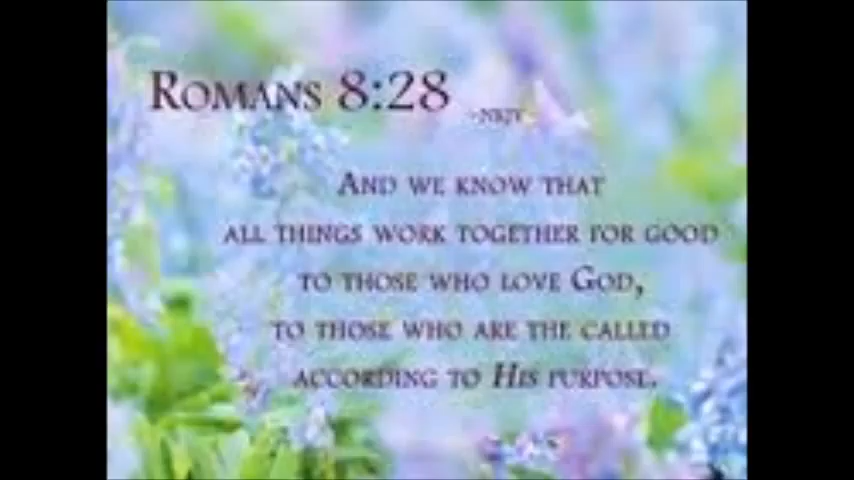 ROMANS 8:28
-NKJV
AND WE KNOW THAT
ALL THINGS WORK TOGETHER FOR GOOD
TO THOSE WHO LOVE GOD,
TO THOSE WHO ARE THE CALLED
ACCORDING TO HIS PURPOSE.